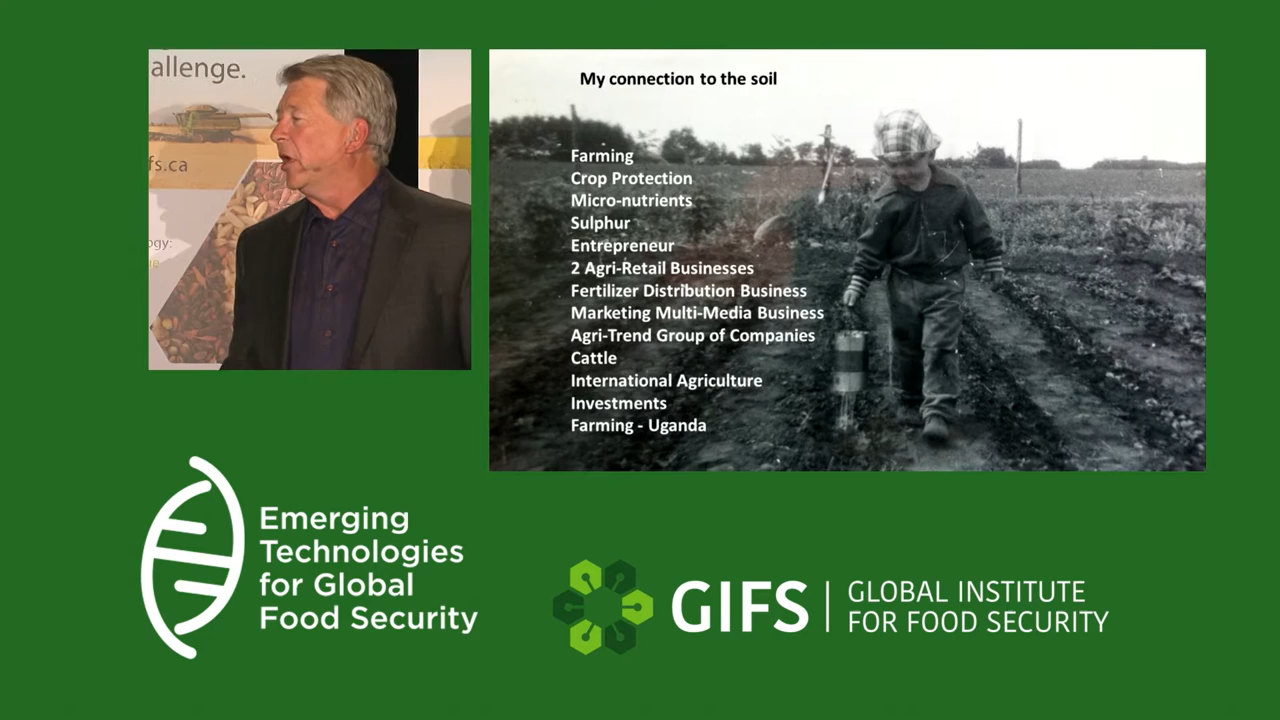 allenge.
fs.ca
ogy:
My connection to the soil
Farming
Crop Protection
Micro-nutrients
Sulphur
Entrepreneur
2 Agri-Retail Businesses
Fertilizer Distribution Business
Marketing Multi-Media Business
Agri-Trend Group of Companies
Cattle
International Agriculture
Investments
Farming - Uganda
Emerging
Technologies
for Global
Food Security
GIFS
GLOBAL INSTITUTE
FOR FOOD SECURITY